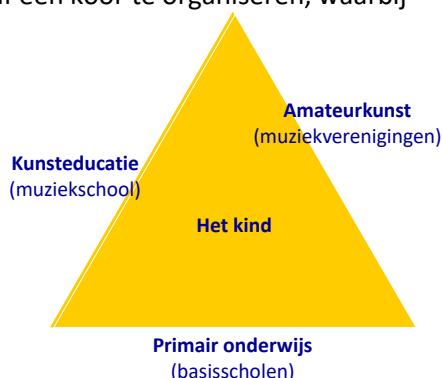 een koor te organiseren, waarbij
Amateurkunst
(muziekverenigingen)
Kunsteducatie
(muziekschool)
Het kind
Primair onderwijs
(basisscholen)